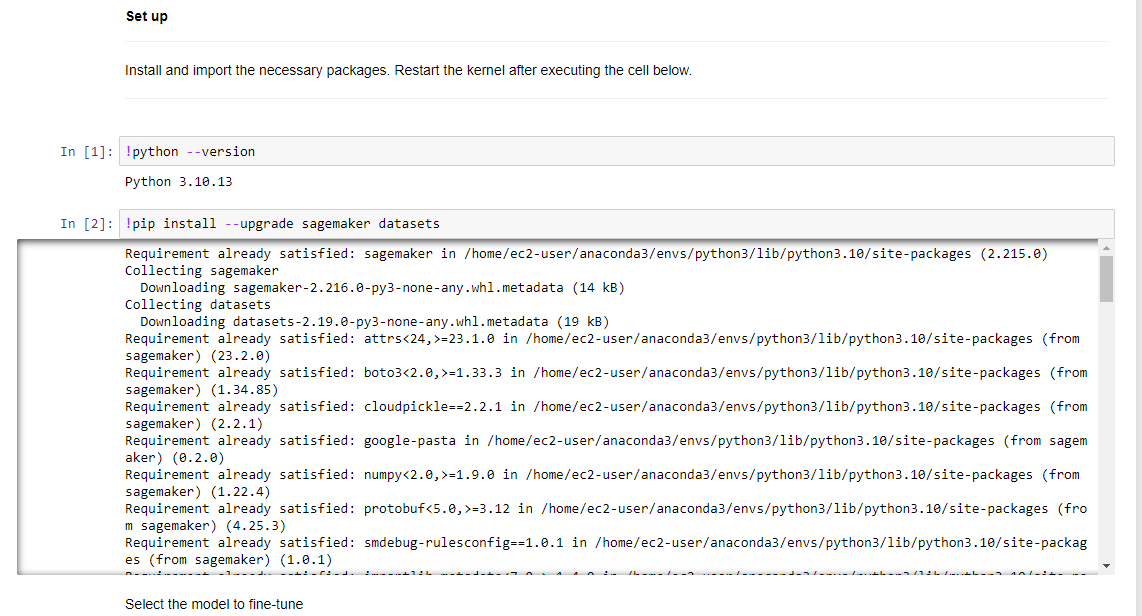 Set up
Install and import the necessary packages. Restart the kernel after executing the cell below.
In [1]: !python --version
Python 3.10.13
In [2]: !pip install --upgrade sagemaker datasets
Requirement already satisfied: sagemaker in /home/ec2-user/anaconda3/envs/python3/lib/python3.10/site-packages (2.215.0)
Collecting sagemaker
  Downloading sagemaker-2.216.0-py3-none-any.whl.metadata (14 kB)
Collecting datasets
  Downloading datasets-2.19.0-py3-none-any.whl.metadata (19 kB)
Requirement already satisfied: attrs<24,>=23.1.0 in /home/ec2-user/anaconda3/envs/python3/lib/python3.10/site-packages (from
sagemaker) (23.2.0)
Requirement already satisfied: boto3<2.0,>=1.33.3 in /home/ec2-user/anaconda3/envs/python3/lib/python3.10/site-packages (from
sagemaker) (1.34.85)
Requirement already satisfied: cloudpickle==2.2.1 in /home/ec2-user/anaconda3/envs/python3/lib/python3.10/site-packages (from
sagemaker) (2.2.1)
Requirement already satisfied: google-pasta in /home/ec2-user/anaconda3/envs/python3/lib/python3.10/site-packages (from sagem
aker) (0.2.0)
Requirement already satisfied: numpy<2.0,>=1.9.0 in /home/ec2-user/anaconda3/envs/python3/lib/python3.10/site-packages (from
sagemaker) (1.22.4)
Requirement already satisfied: protobuf<5.0,>=3.12 in /home/ec2-user/anaconda3/envs/python3/lib/python3.10/site-packages (fro
m sagemaker) (4.25.3)
Requirement already satisfied: smdebug-rulesconfig==1.0.1 in /home/ec2-user/anaconda3/envs/python3/lib/python3.10/site-packag
es (from sagemaker) (1.0.1)
Select the model to fine-tune